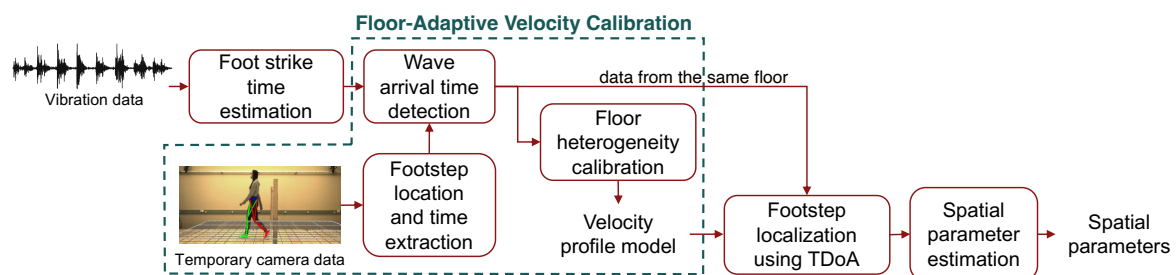 Floor-Adaptive Velocity Calibration
Vibration data
Foot strike
time
estimation
Wave
arrival time
detection
data from the same floor
Floor
heterogeneity
calibration
Temporary camera data
Footstep
location
and time
extraction
Velocity
profile model
Footstep
localization
using TDoA
Spatial
parameter
estimation
Spatial
parameters